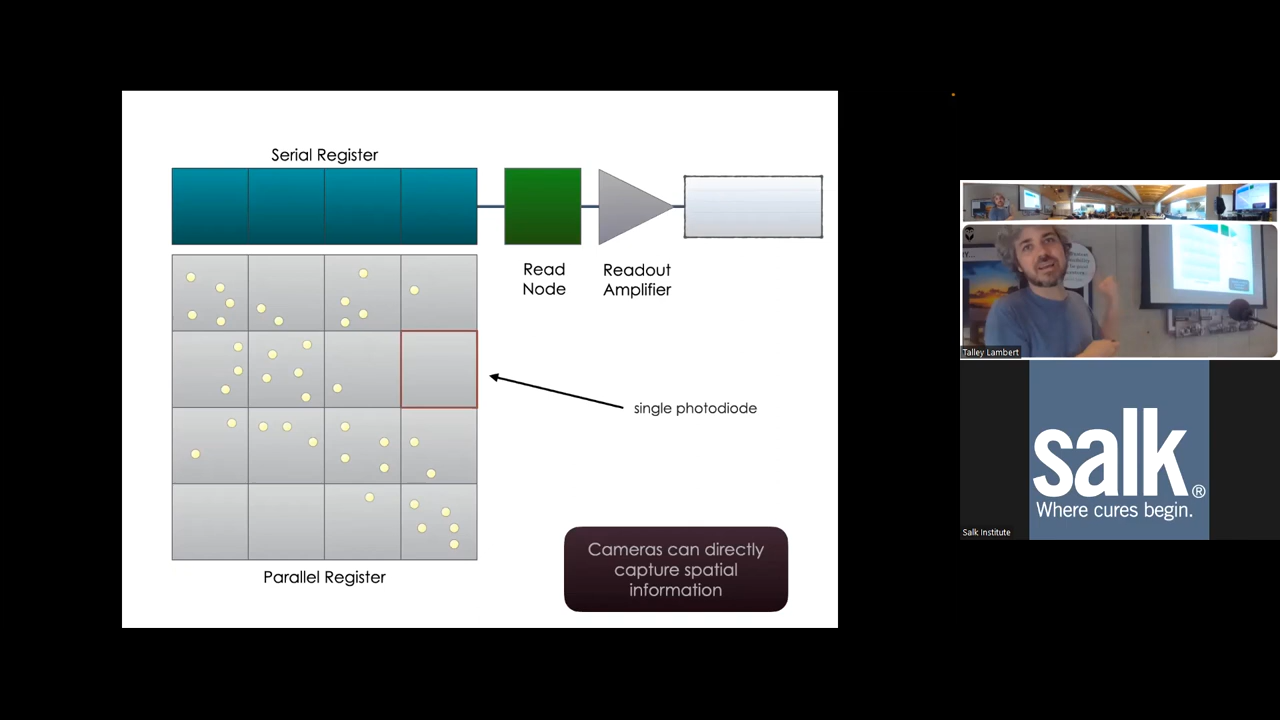 Serial Register
Read
Node
Readout
Amplifier
single photodiode
Cameras can directly
capture spatial
information
Parallel Register
Talley Lambert
salk®
Where cures begin.
Salk Institute